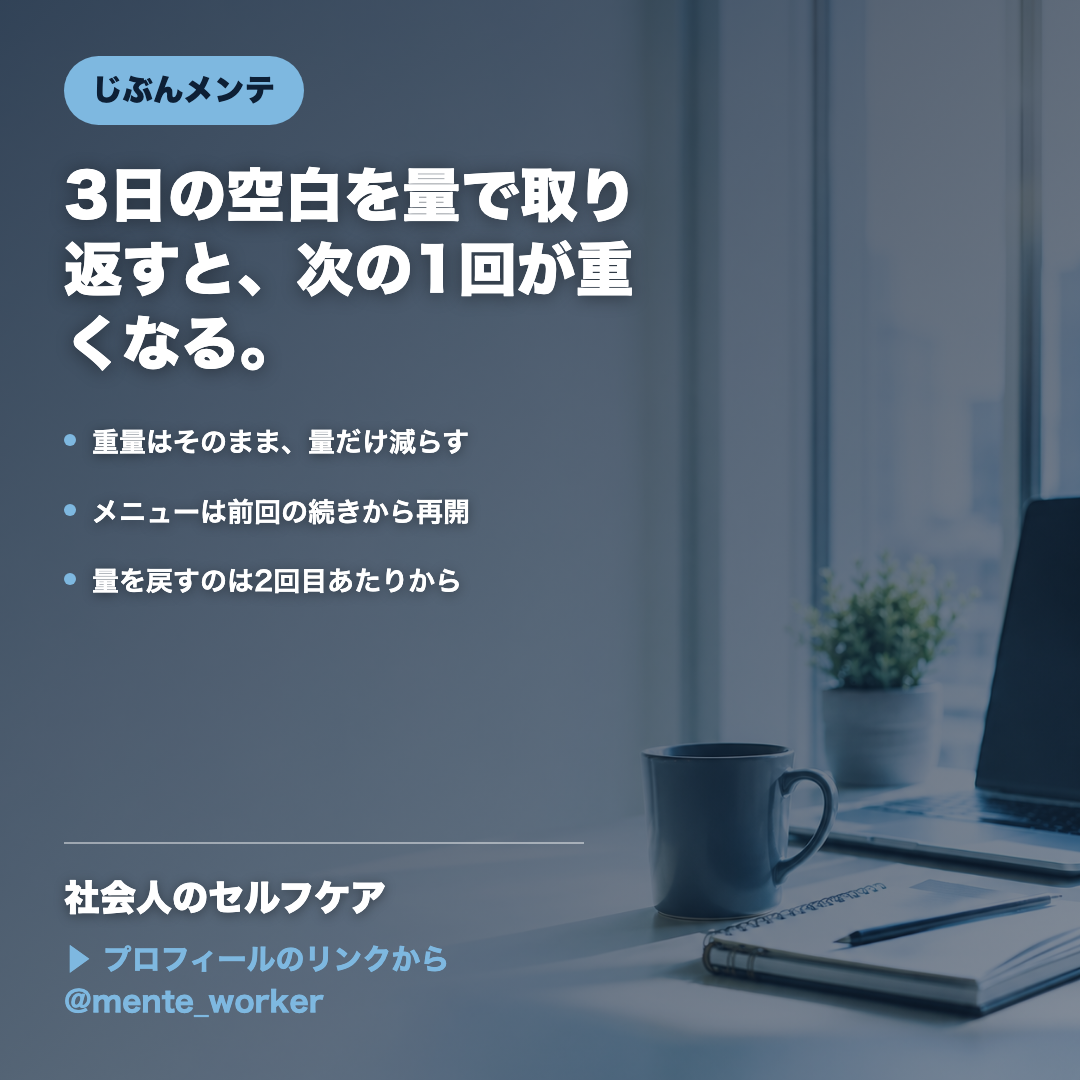 じぶんメンテ
3日の空白を量で取り
返すと、次の1回が重
くなる。
重量はそのまま、量だけ減らす
メニューは前回の続きから再開
量を戻すのは2回目あたりから
社会人のセルフケア
▶ プロフィールのリンクから
@mente_worker